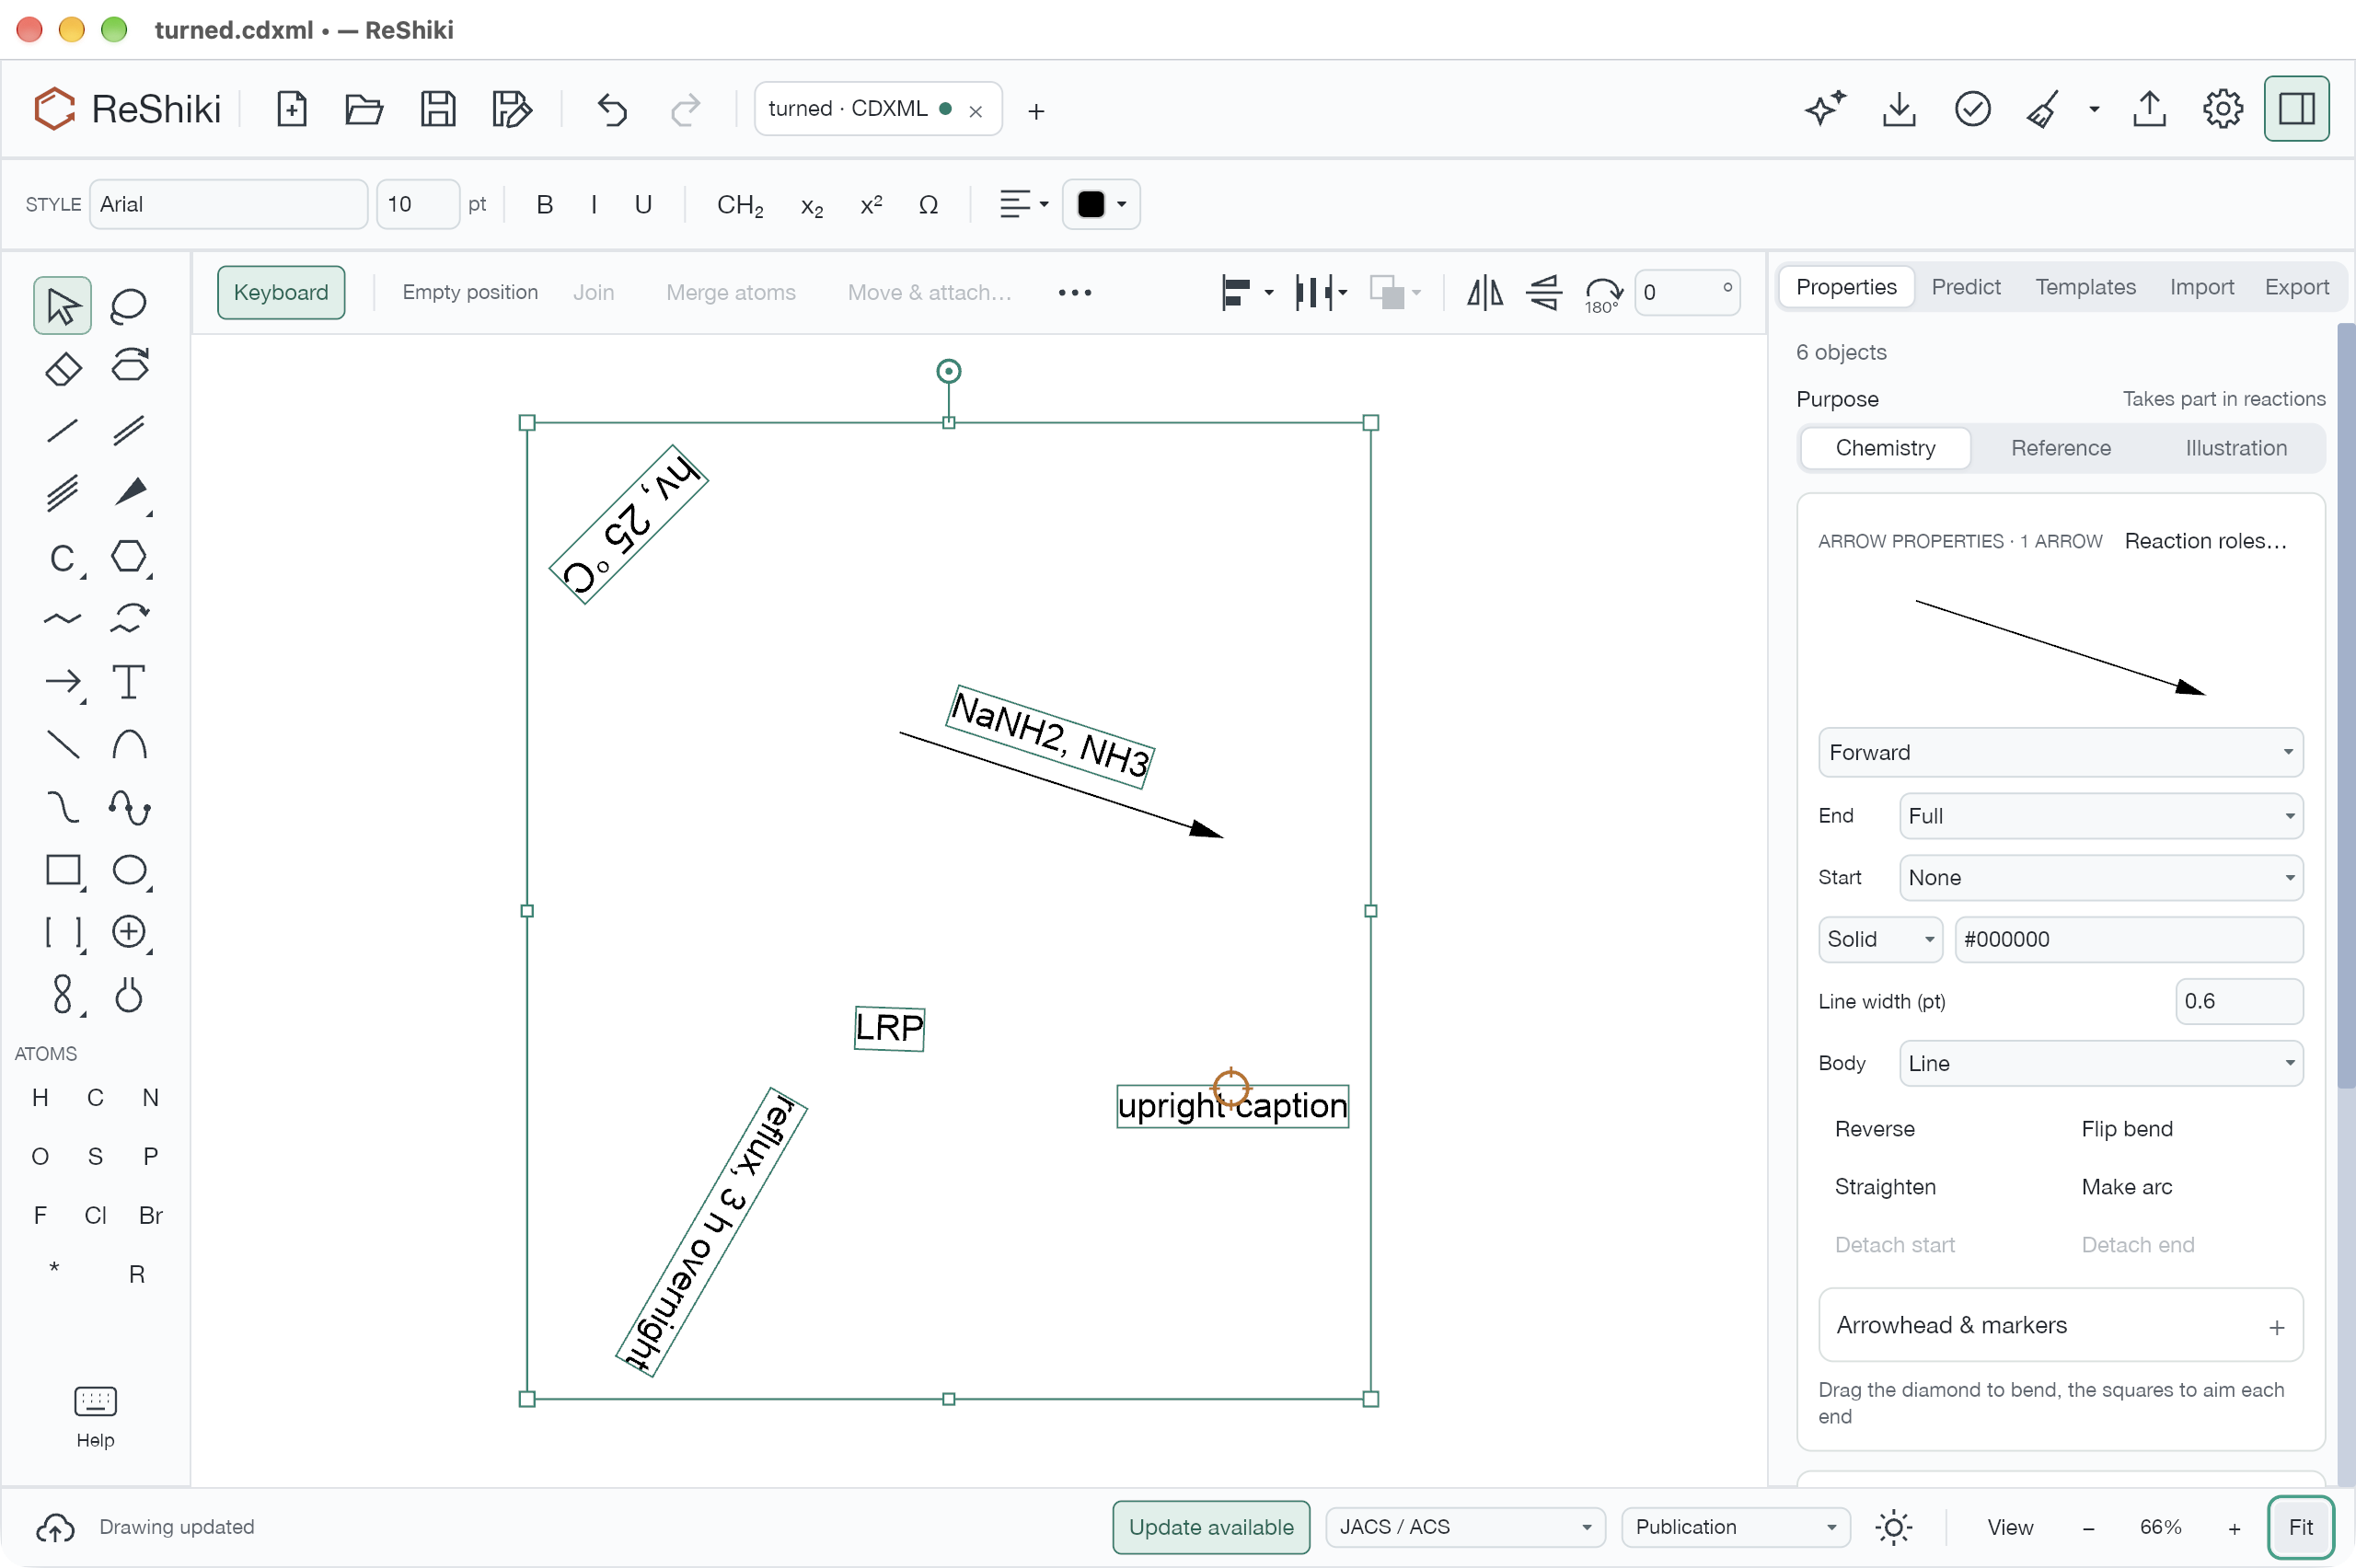 turned.cdxml • — ReShiki
ReShiki
turned · CDXML
STYLE Arial 10 pt B I U CH₂ x₂ x² Ω
Keyboard Empty position Join Merge atoms Move & attach... 180° 0 °
Properties Predict Templates Import Export
6 objects
Purpose Takes part in reactions
Chemistry Reference Illustration
ARROW PROPERTIES · 1 ARROW Reaction roles...
Forward
End Full
Start None
Solid #000000
Line width (pt) 0.6
Body Line
Reverse Flip bend
Straighten Make arc
Detach start Detach end
Arrowhead & markers +
Drag the diamond to bend, the squares to aim each
end
hv, 25 °C
NaNH2, NH3
LRP
upright caption
reflux, 3 h overnight
C
T
ATOMS
H C N
O S P
F Cl Br
* R
Help
Drawing updated
Update available JACS / ACS Publication View – 66% + Fit